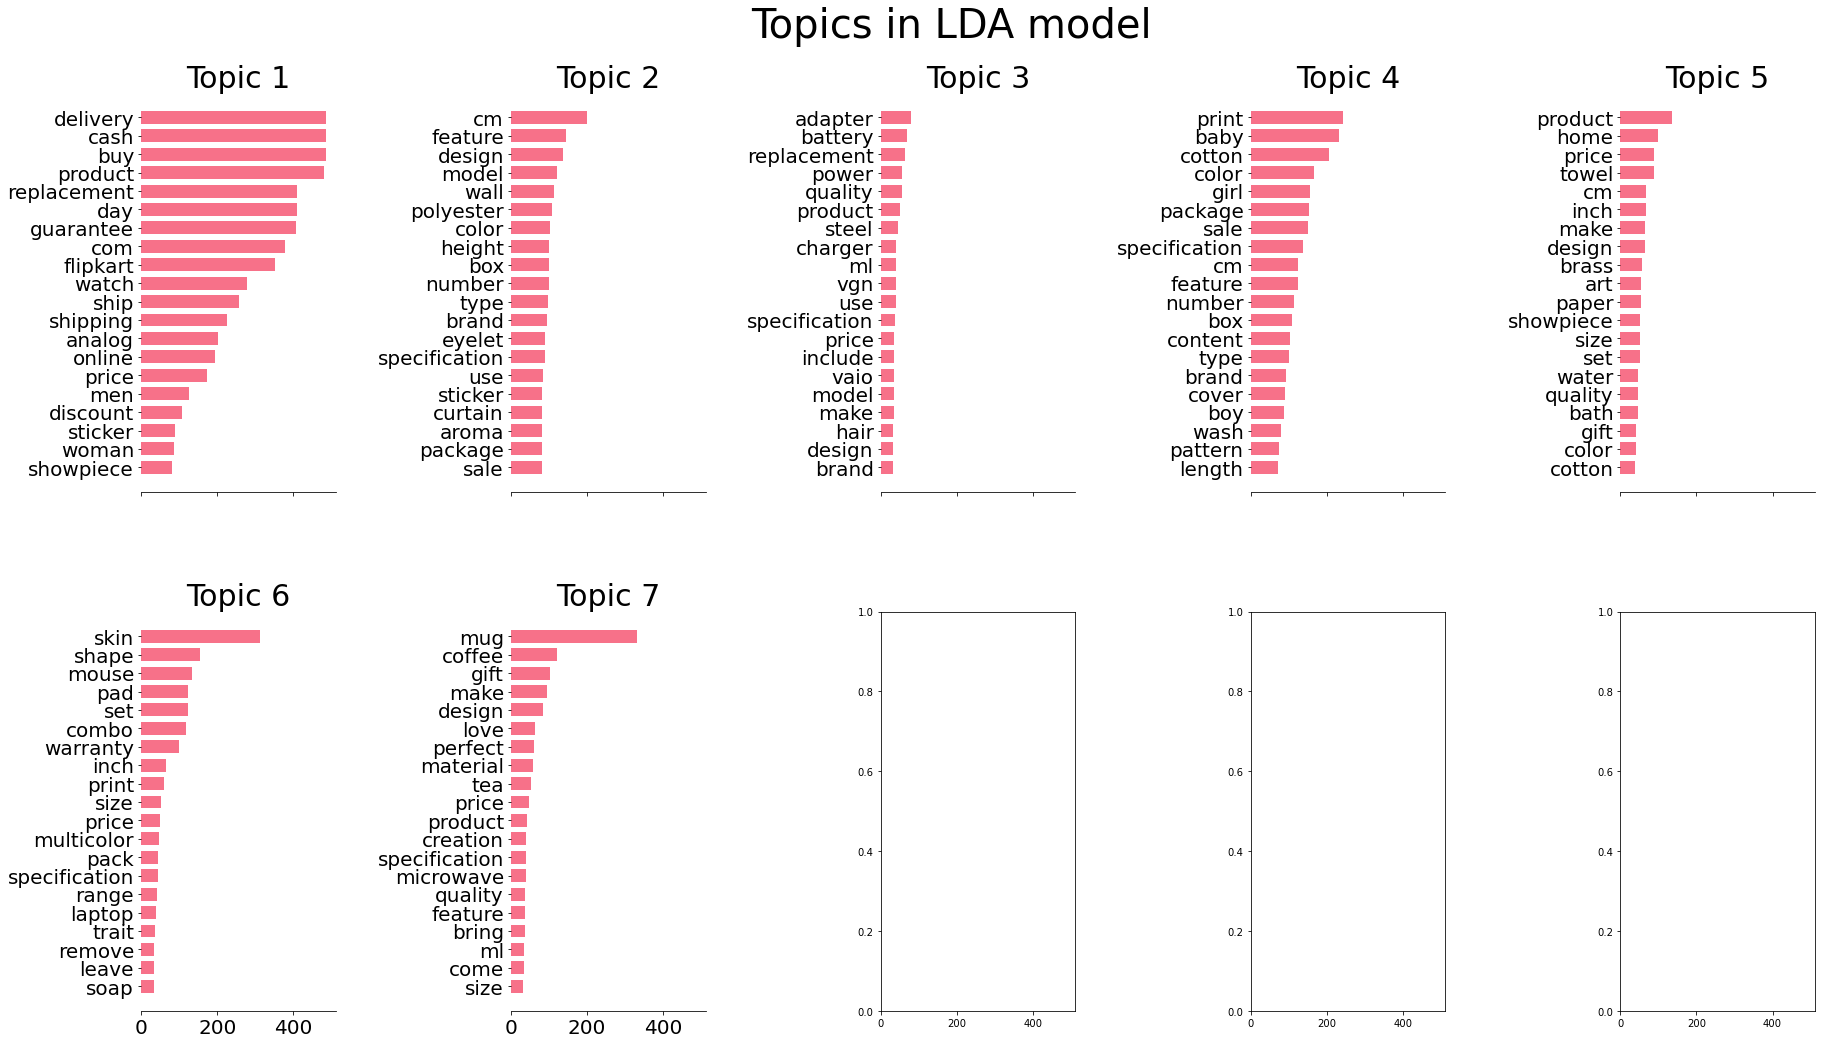 Topics in LDA model
Topic 1
delivery
cash
buy
product
replacement
day
guarantee
com
flipkart
watch
ship
shipping
analog
online
price
men
discount
sticker
woman
showpiece
Topic 2
cm
feature
design
model
wall
polyester
color
height
box
number
type
brand
eyelet
specification
use
sticker
curtain
aroma
package
sale
Topic 3
adapter
battery
replacement
power
quality
product
steel
charger
ml
vgn
use
specification
price
include
vaio
model
make
hair
design
brand
Topic 4
print
baby
cotton
color
girl
package
sale
specification
cm
feature
number
box
content
type
brand
cover
boy
wash
pattern
length
Topic 5
product
home
price
towel
cm
inch
make
design
brass
art
paper
showpiece
size
set
water
quality
bath
gift
color
cotton
Topic 6
skin
shape
mouse
pad
set
combo
warranty
inch
print
size
price
multicolor
pack
specification
range
laptop
trait
remove
leave
soap
0 200 400
Topic 7
mug
coffee
gift
make
design
love
perfect
material
tea
price
product
creation
specification
microwave
quality
feature
bring
ml
come
size
0 200 400
1.0
0.8
0.6
0.4
0.2
0.0
0 200 400
1.0
0.8
0.6
0.4
0.2
0.0
0 200 400
1.0
0.8
0.6
0.4
0.2
0.0
0 200 400